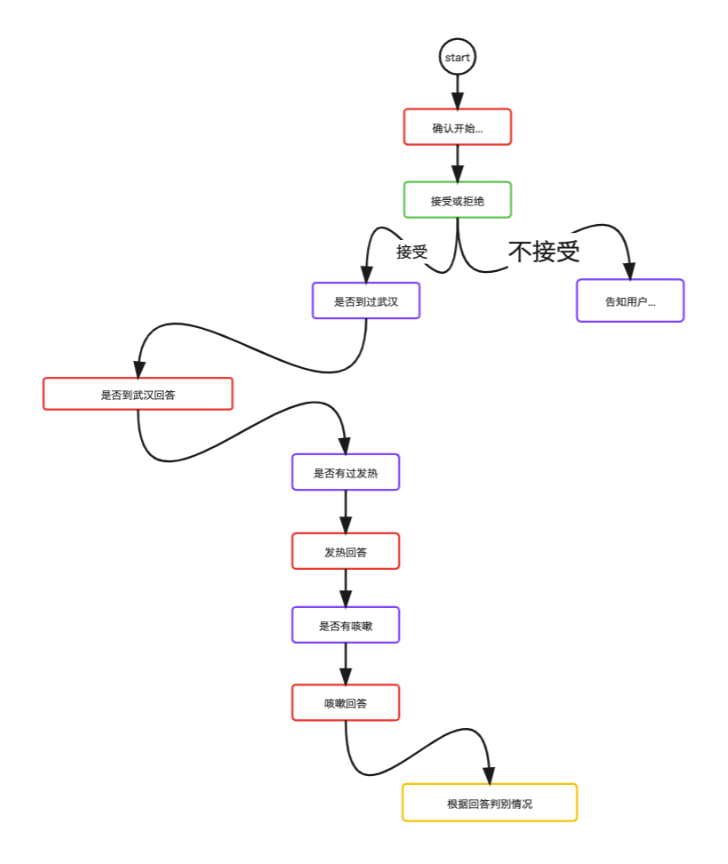 start
确认开始...
接受或拒绝
接受
不接受
是否到过武汉
告知用户...
是否到武汉回答
是否有过发热
发热回答
是否有咳嗽
咳嗽回答
根据回答判别情况